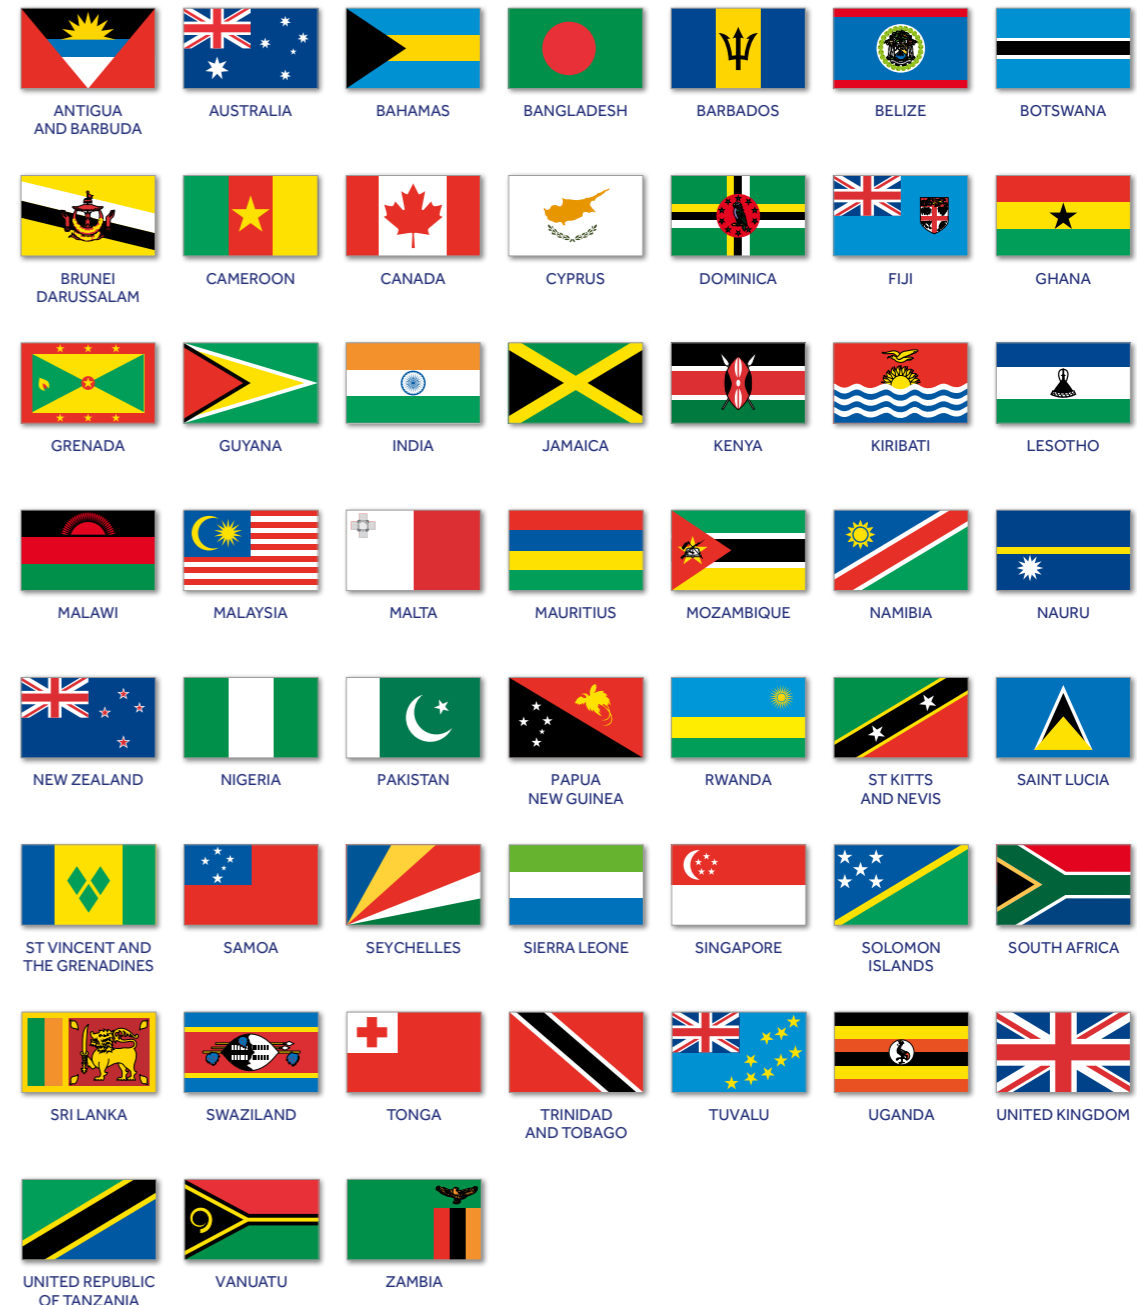 ANTIGUA
AND BARBUDA
AUSTRALIA
BAHAMAS
BANGLADESH
BARBADOS
BELIZE
BOTSWANA
BRUNEI
DARUSSALAM
CAMEROON
CANADA
CYPRUS
DOMINICA
FIJI
GHANA
GRENADA
GUYANA
INDIA
JAMAICA
KENYA
KIRIBATI
LESOTHO
MALAWI
MALAYSIA
MALTA
MAURITIUS
MOZAMBIQUE
NAMIBIA
NAURU
NEW ZEALAND
NIGERIA
PAKISTAN
PAPUA
NEW GUINEA
RWANDA
ST KITTS
AND NEVIS
SAINT LUCIA
ST VINCENT AND
THE GRENADINES
SAMOA
SEYCHELLES
SIERRA LEONE
SINGAPORE
SOLOMON
ISLANDS
SOUTH AFRICA
SRI LANKA
SWAZILAND
TONGA
TRINIDAD
AND TOBAGO
TUVALU
UGANDA
UNITED KINGDOM
UNITED REPUBLIC
OF TANZANIA
VANUATU
ZAMBIA